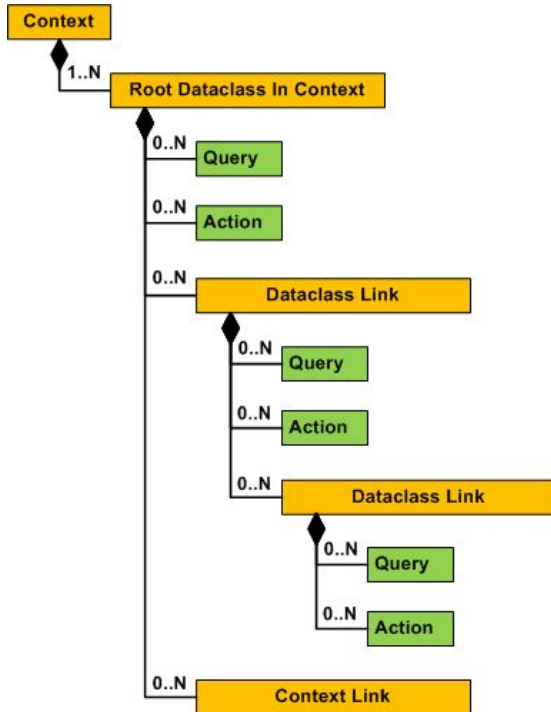 Context
1..N
Root Dataclass In Context
0..N
Query
0..N
Action
0..N
Dataclass Link
0..N
Query
0..N
Action
0..N
Dataclass Link
0..N
Query
0..N
Action
0..N
Context Link